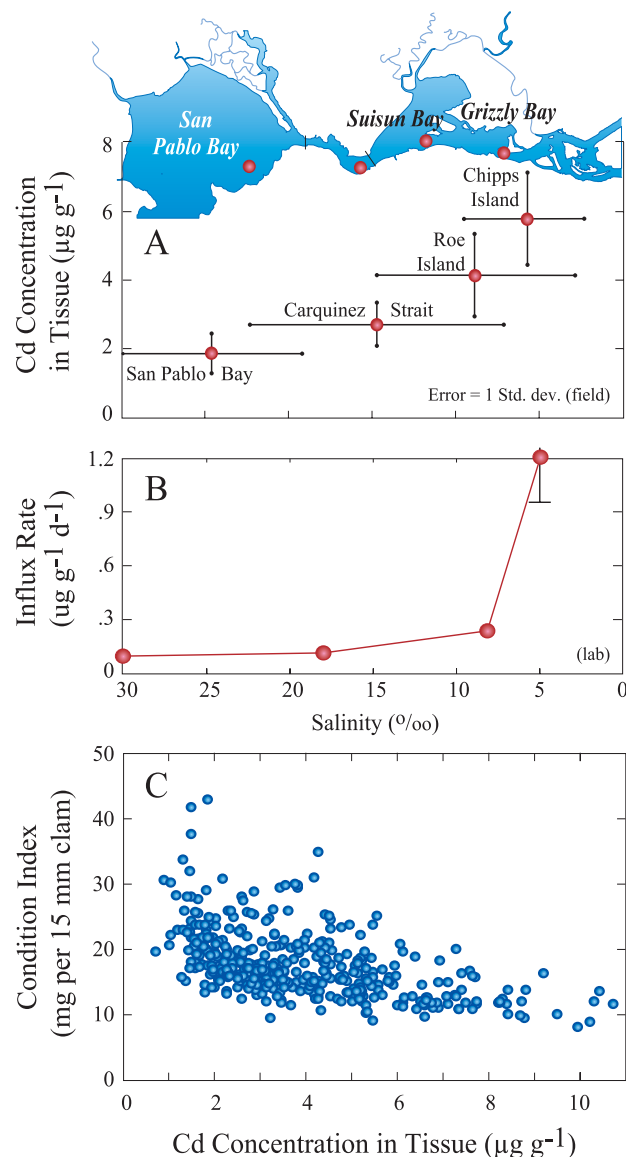 San
Pablo Bay
Suisun Bay
Grizzly Bay
8
6
4
2
0
Cd Concentration
in Tissue (µg g-1)
A
Chipps
Island
Roe
Island
Carquinez Strait
San Pablo Bay
Error = 1 Std. dev. (field)
1.2
.9
.6
.3
0
Influx Rate
(ug g-1 d-1)
B
(lab)
30 25 20 15 10 5 0
Salinity (o/oo)
50
40
30
20
10
0
Condition Index
(mg per 15 mm clam)
C
0 2 4 6 8 10
Cd Concentration in Tissue (µg g-1)